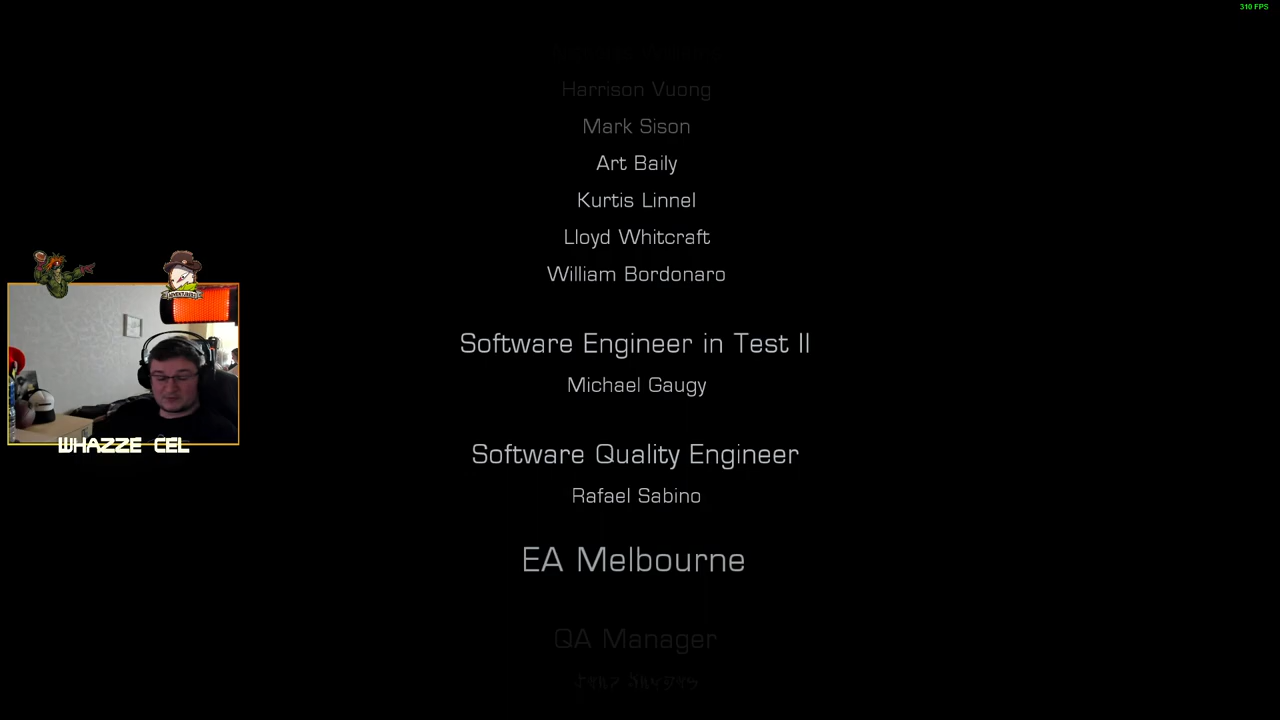 310 FPS
Harrison Vuong
Mark Sison
Art Baily
Kurtis Linnel
Lloyd Whitcraft
William Bordonaro
Software Engineer in Test II
Michael Gaugy
Software Quality Engineer
Rafael Sabino
WHAZZE CEL
EA Melbourne
QA Manager